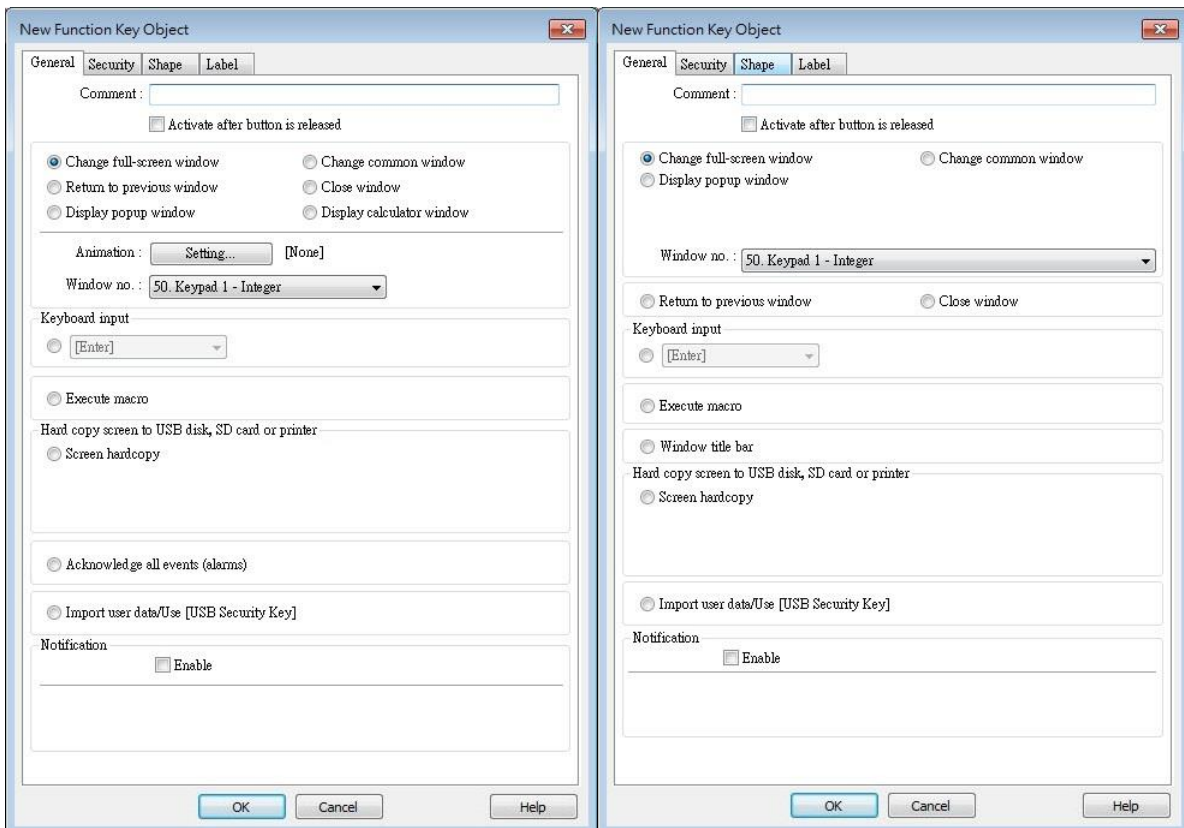 New Function Key Object
General Security Shape Label
Comment :
Activate after button is released
Change full-screen window Change common window
Return to previous window Close window
Display popup window Display calculator window
Animation : Setting... [None]
Window no. : 50. Keypad 1 - Integer
Keyboard input
[Enter]
Execute macro
Hard copy screen to USB disk, SD card or printer
Screen hardcopy
Acknowledge all events (alarms)
Import user data/Use [USB Security Key]
Notification
Enable
OK Cancel Help
New Function Key Object
General Security Shape Label
Comment :
Activate after button is released
Change full-screen window Change common window
Display popup window
Window no. : 50. Keypad 1 - Integer
Return to previous window Close window
Keyboard input
[Enter]
Execute macro
Window title bar
Hard copy screen to USB disk, SD card or printer
Screen hardcopy
Import user data/Use [USB Security Key]
Notification
Enable
OK Cancel Help